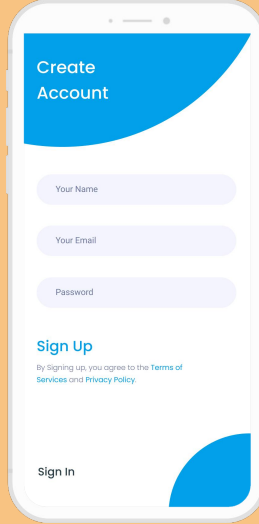 Create
Account
Your Name
Your Email
Password
Sign Up
By Signing up, you agree to the Terms of
Services and Privacy Policy.
Sign In